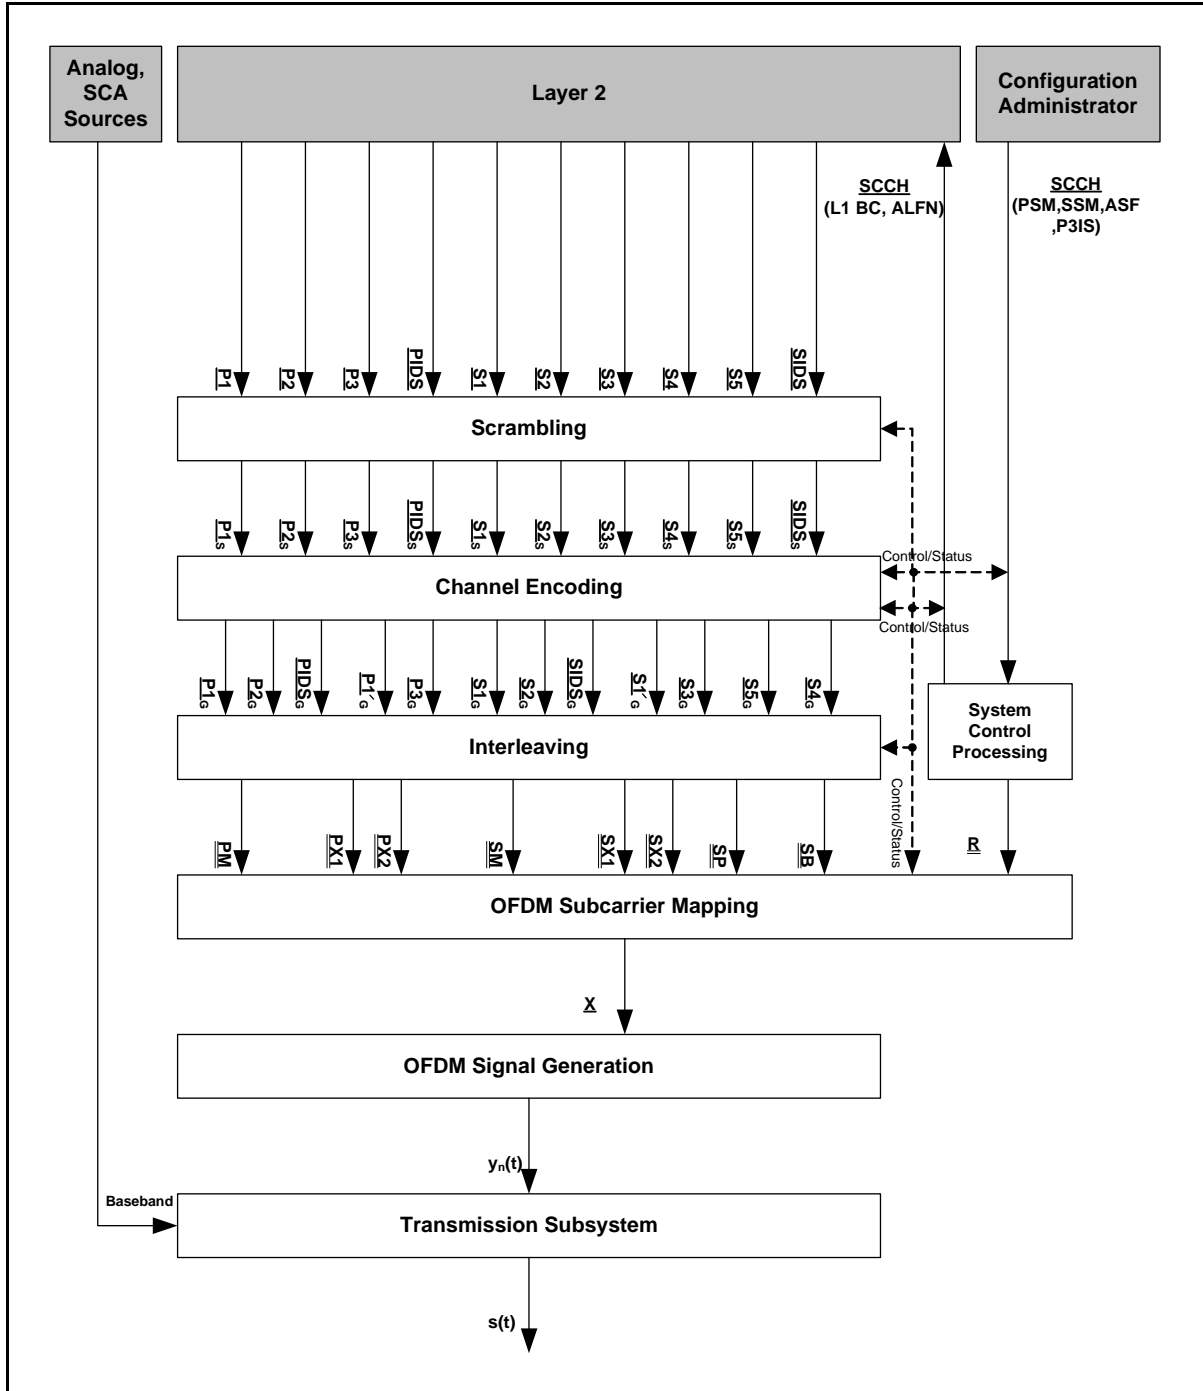 Analog,
SCA
Sources
Layer 2
Configuration
Administrator
SCCH
(L1 BC, ALFN)
SCCH
(PSM,SSM,ASF
,P3IS)
P1
P2
P3
PIDS
S1
S2
S3
S4
S5
SIDS
Scrambling
P1S
P2S
P3S
PIDSS
S1S
S2S
S3S
S4S
S5S
SIDSS
Control/Status
Channel Encoding
Control/Status
P1G
P2G
PIDSG
P1´G
P3G
S1G
S2G
SIDSG
S1´G
S3G
S5G
S4G
System
Control
Processing
Interleaving
Control/Status
PM
PX1
PX2
SM
SX1
SX2
SP
SB
R
OFDM Subcarrier Mapping
X
OFDM Signal Generation
yn(t)
Baseband
Transmission Subsystem
s(t)